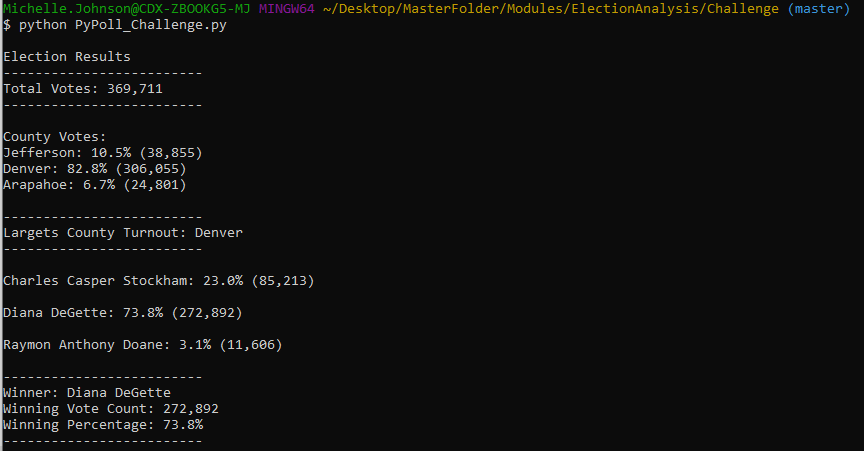 Michelle.Johnson@CDX-ZBOOKG5-MJ MINGW64 ~/Desktop/MasterFolder/Modules/ElectionAnalysis/Challenge (master)
$ python PyPoll_Challenge.py
Election Results
-------------------------
Total Votes: 369,711
-------------------------
County Votes:
Jefferson: 10.5% (38,855)
Denver: 82.8% (306,055)
Arapahoe: 6.7% (24,801)
-------------------------
Largets County Turnout: Denver
-------------------------
Charles Casper Stockham: 23.0% (85,213)
Diana DeGette: 73.8% (272,892)
Raymon Anthony Doane: 3.1% (11,606)
-------------------------
Winner: Diana DeGette
Winning Vote Count: 272,892
Winning Percentage: 73.8%
-------------------------